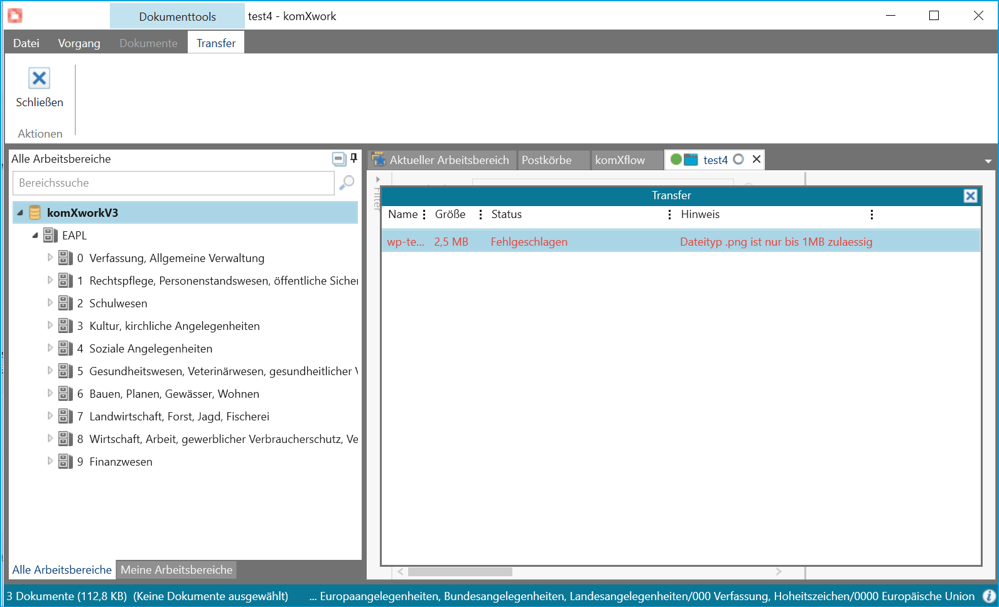 Dokumenttools
test4 - komXwork
Datei Vorgang Dokumente Transfer
Schließen
Aktionen
Alle Arbeitsbereiche
Bereichssuche
komXworkV3
EAPL
0 Verfassung, Allgemeine Verwaltung
1 Rechtspflege, Personenstandswesen, öffentliche Sicher
2 Schulwesen
3 Kultur, kirchliche Angelegenheiten
4 Soziale Angelegenheiten
5 Gesundheitswesen, Veterinärwesen, gesundheitlicher
6 Bauen, Planen, Gewässer, Wohnen
7 Landwirtschaft, Forst, Jagd, Fischerei
8 Wirtschaft, Arbeit, gewerblicher Verbraucherschutz, Ve
9 Finanzwesen
Alle Arbeitsbereiche Meine Arbeitsbereiche
Aktueller Arbeitsbereich Postkörbe komXflow test4
Filter
Transfer
Name Größe Status Hinweis
wp-te... 2,5 MB Fehlgeschlagen Dateityp .png ist nur bis 1MB zulaessig
3 Dokumente (112,8 KB) (Keine Dokumente ausgewählt) ... Europaangelegenheiten, Bundesangelegenheiten, Landesangelegenheiten/000 Verfassung, Hoheitszeichen/0000 Europäische Union